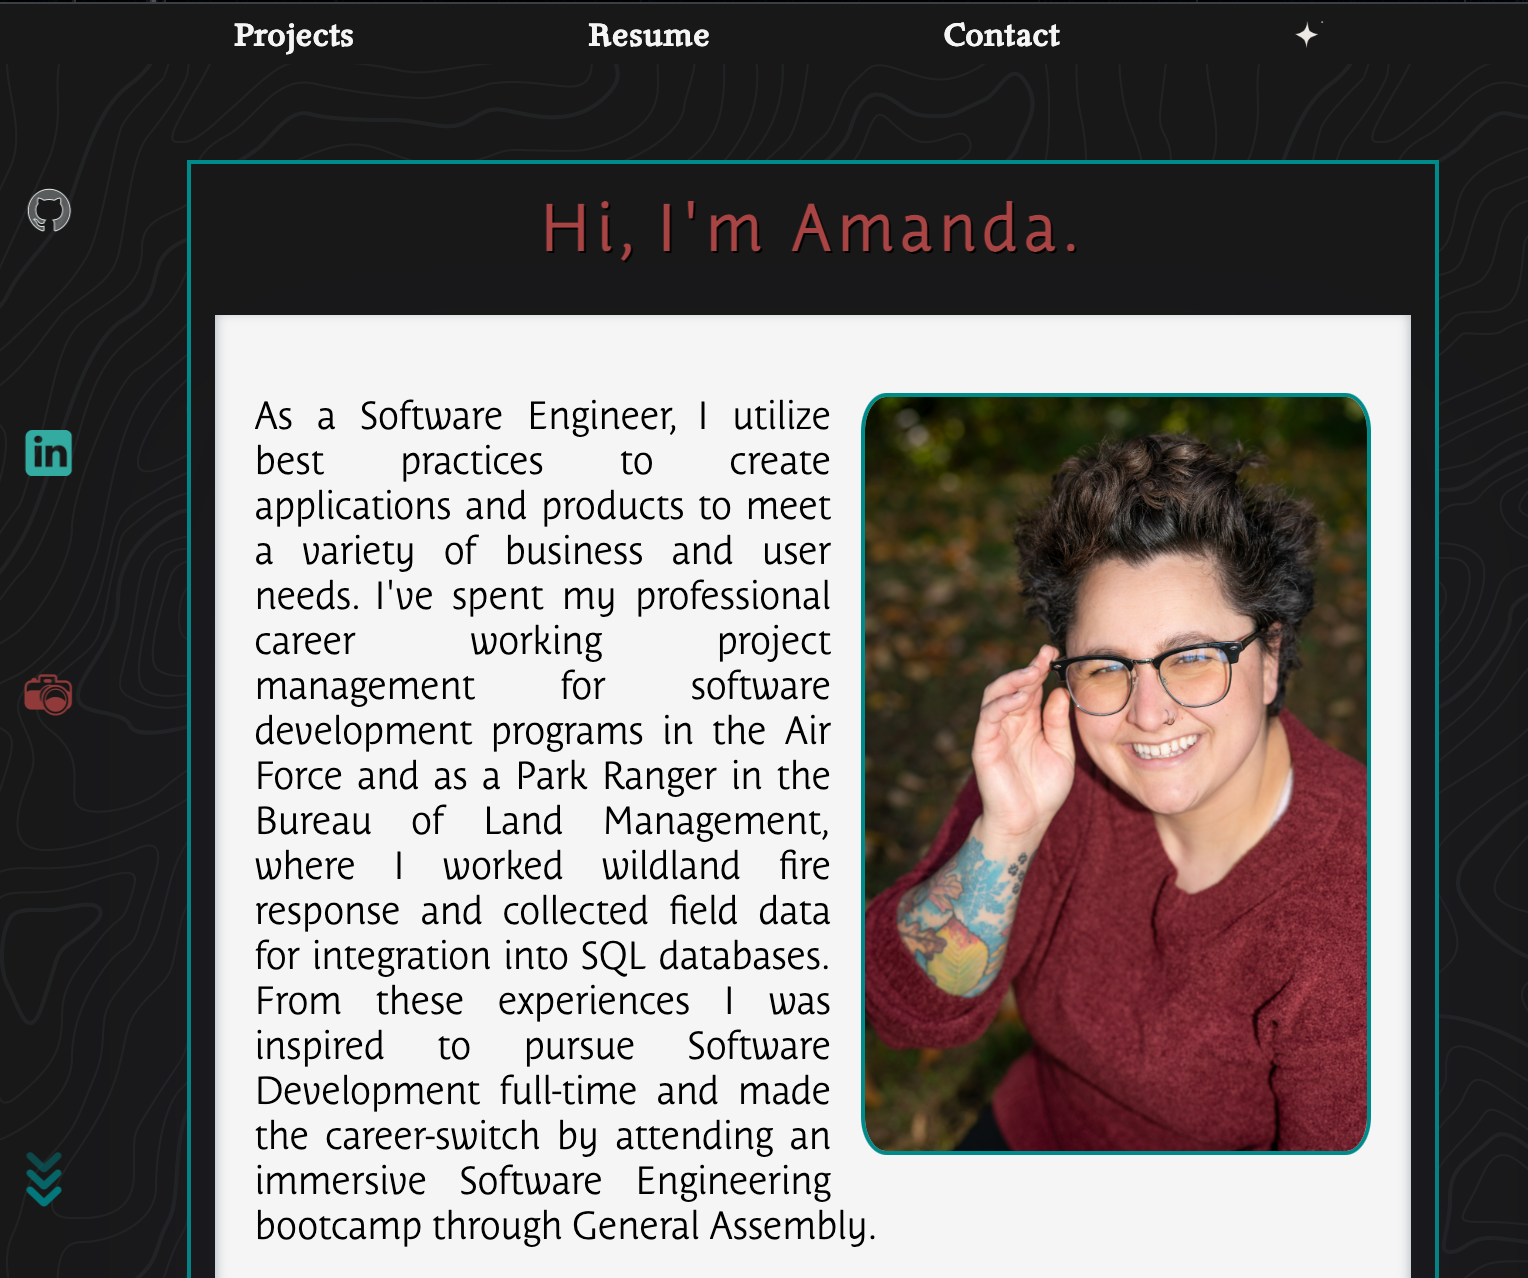 Projects Resume Contact
Hi, I'm Amanda.
in
As a Software Engineer, I utilize
best practices to create
applications and products to meet
a variety of business and user
needs. I've spent my professional
career working project
management for software
development programs in the Air
Force and as a Park Ranger in the
Bureau of Land Management,
where I worked wildland fire
response and collected field data
for integration into SQL databases.
From these experiences I was
inspired to pursue Software
Development full-time and made
the career-switch by attending an
immersive Software Engineering
bootcamp through General Assembly.